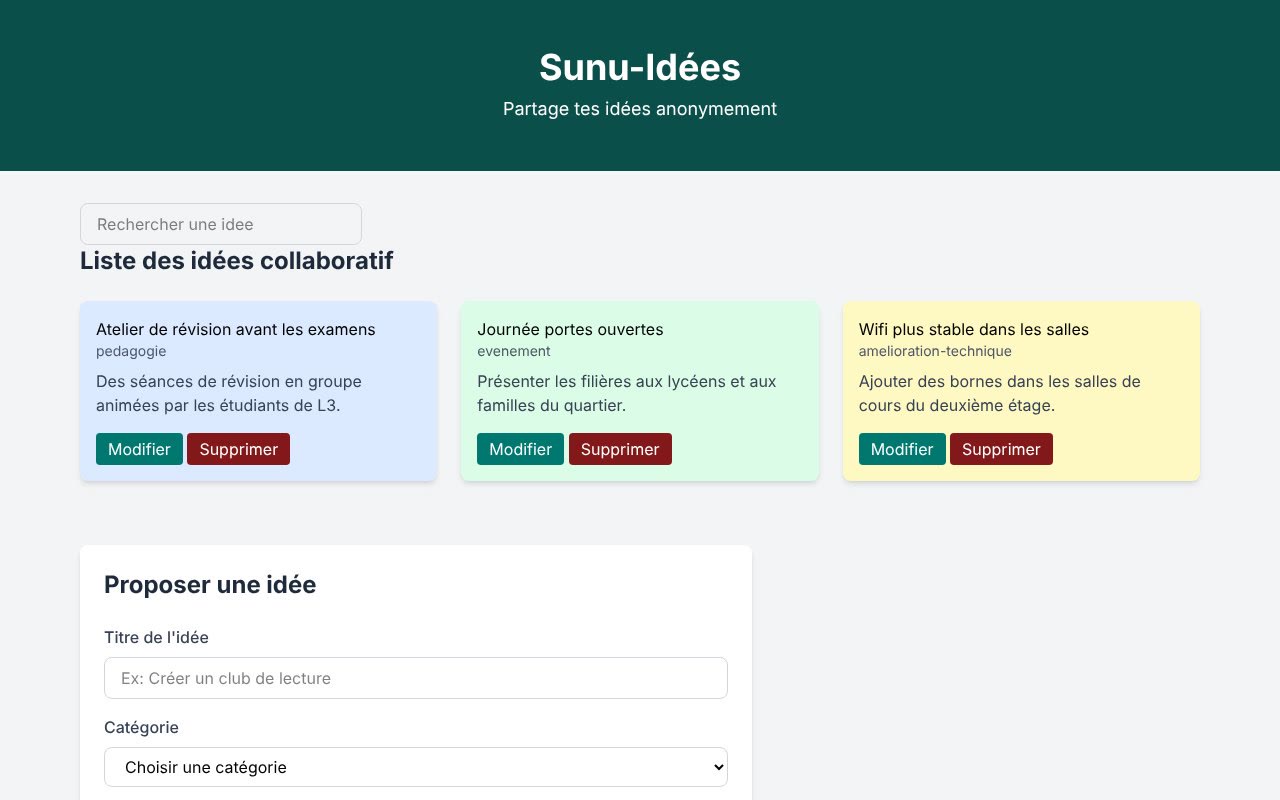 Sunu-Idées
Partage tes idées anonymement
Rechercher une idee
Liste des idées collaboratif
Atelier de révision avant les examens
pedagogie
Des séances de révision en groupe
animées par les étudiants de L3.
Modifier Supprimer
Journée portes ouvertes
evenement
Présenter les filières aux lycéens et aux
familles du quartier.
Modifier Supprimer
Wifi plus stable dans les salles
amelioration-technique
Ajouter des bornes dans les salles de
cours du deuxième étage.
Modifier Supprimer
Proposer une idée
Titre de l'idée
Ex: Créer un club de lecture
Catégorie
Choisir une catégorie